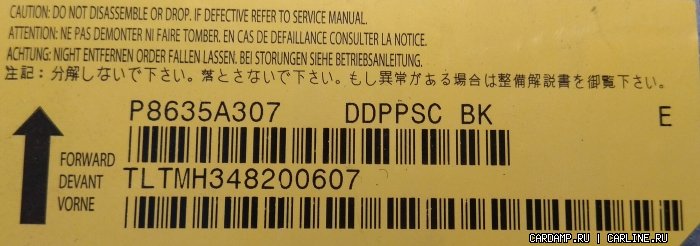 CAUTION: DO NOT DISASSEMBLE OR DROP. IF DEFECTIVE REFER TO SERVICE MANUAL.
ATTENTION: NE PAS DEMONTER NI FAIRE TOMBER. EN CAS DE DEFAILLANCE CONSULTER LA NOTICE.
ACHTUNG: NIGHT ENTFERNEN ORDER FALLEN LASSEN. BEI STORUNGEN SIEHE BETRIEBSANLEITUNG.
注記：分解しないで下さい。落とさないで下さい。もし異常がある場合は整備解説書を御覧下さい。
P8635A307 DDPPSC BK E
FORWARD
DEVANT
VORNE
TLTMH348200607
CARDAMP.RU | CARLINE.RU